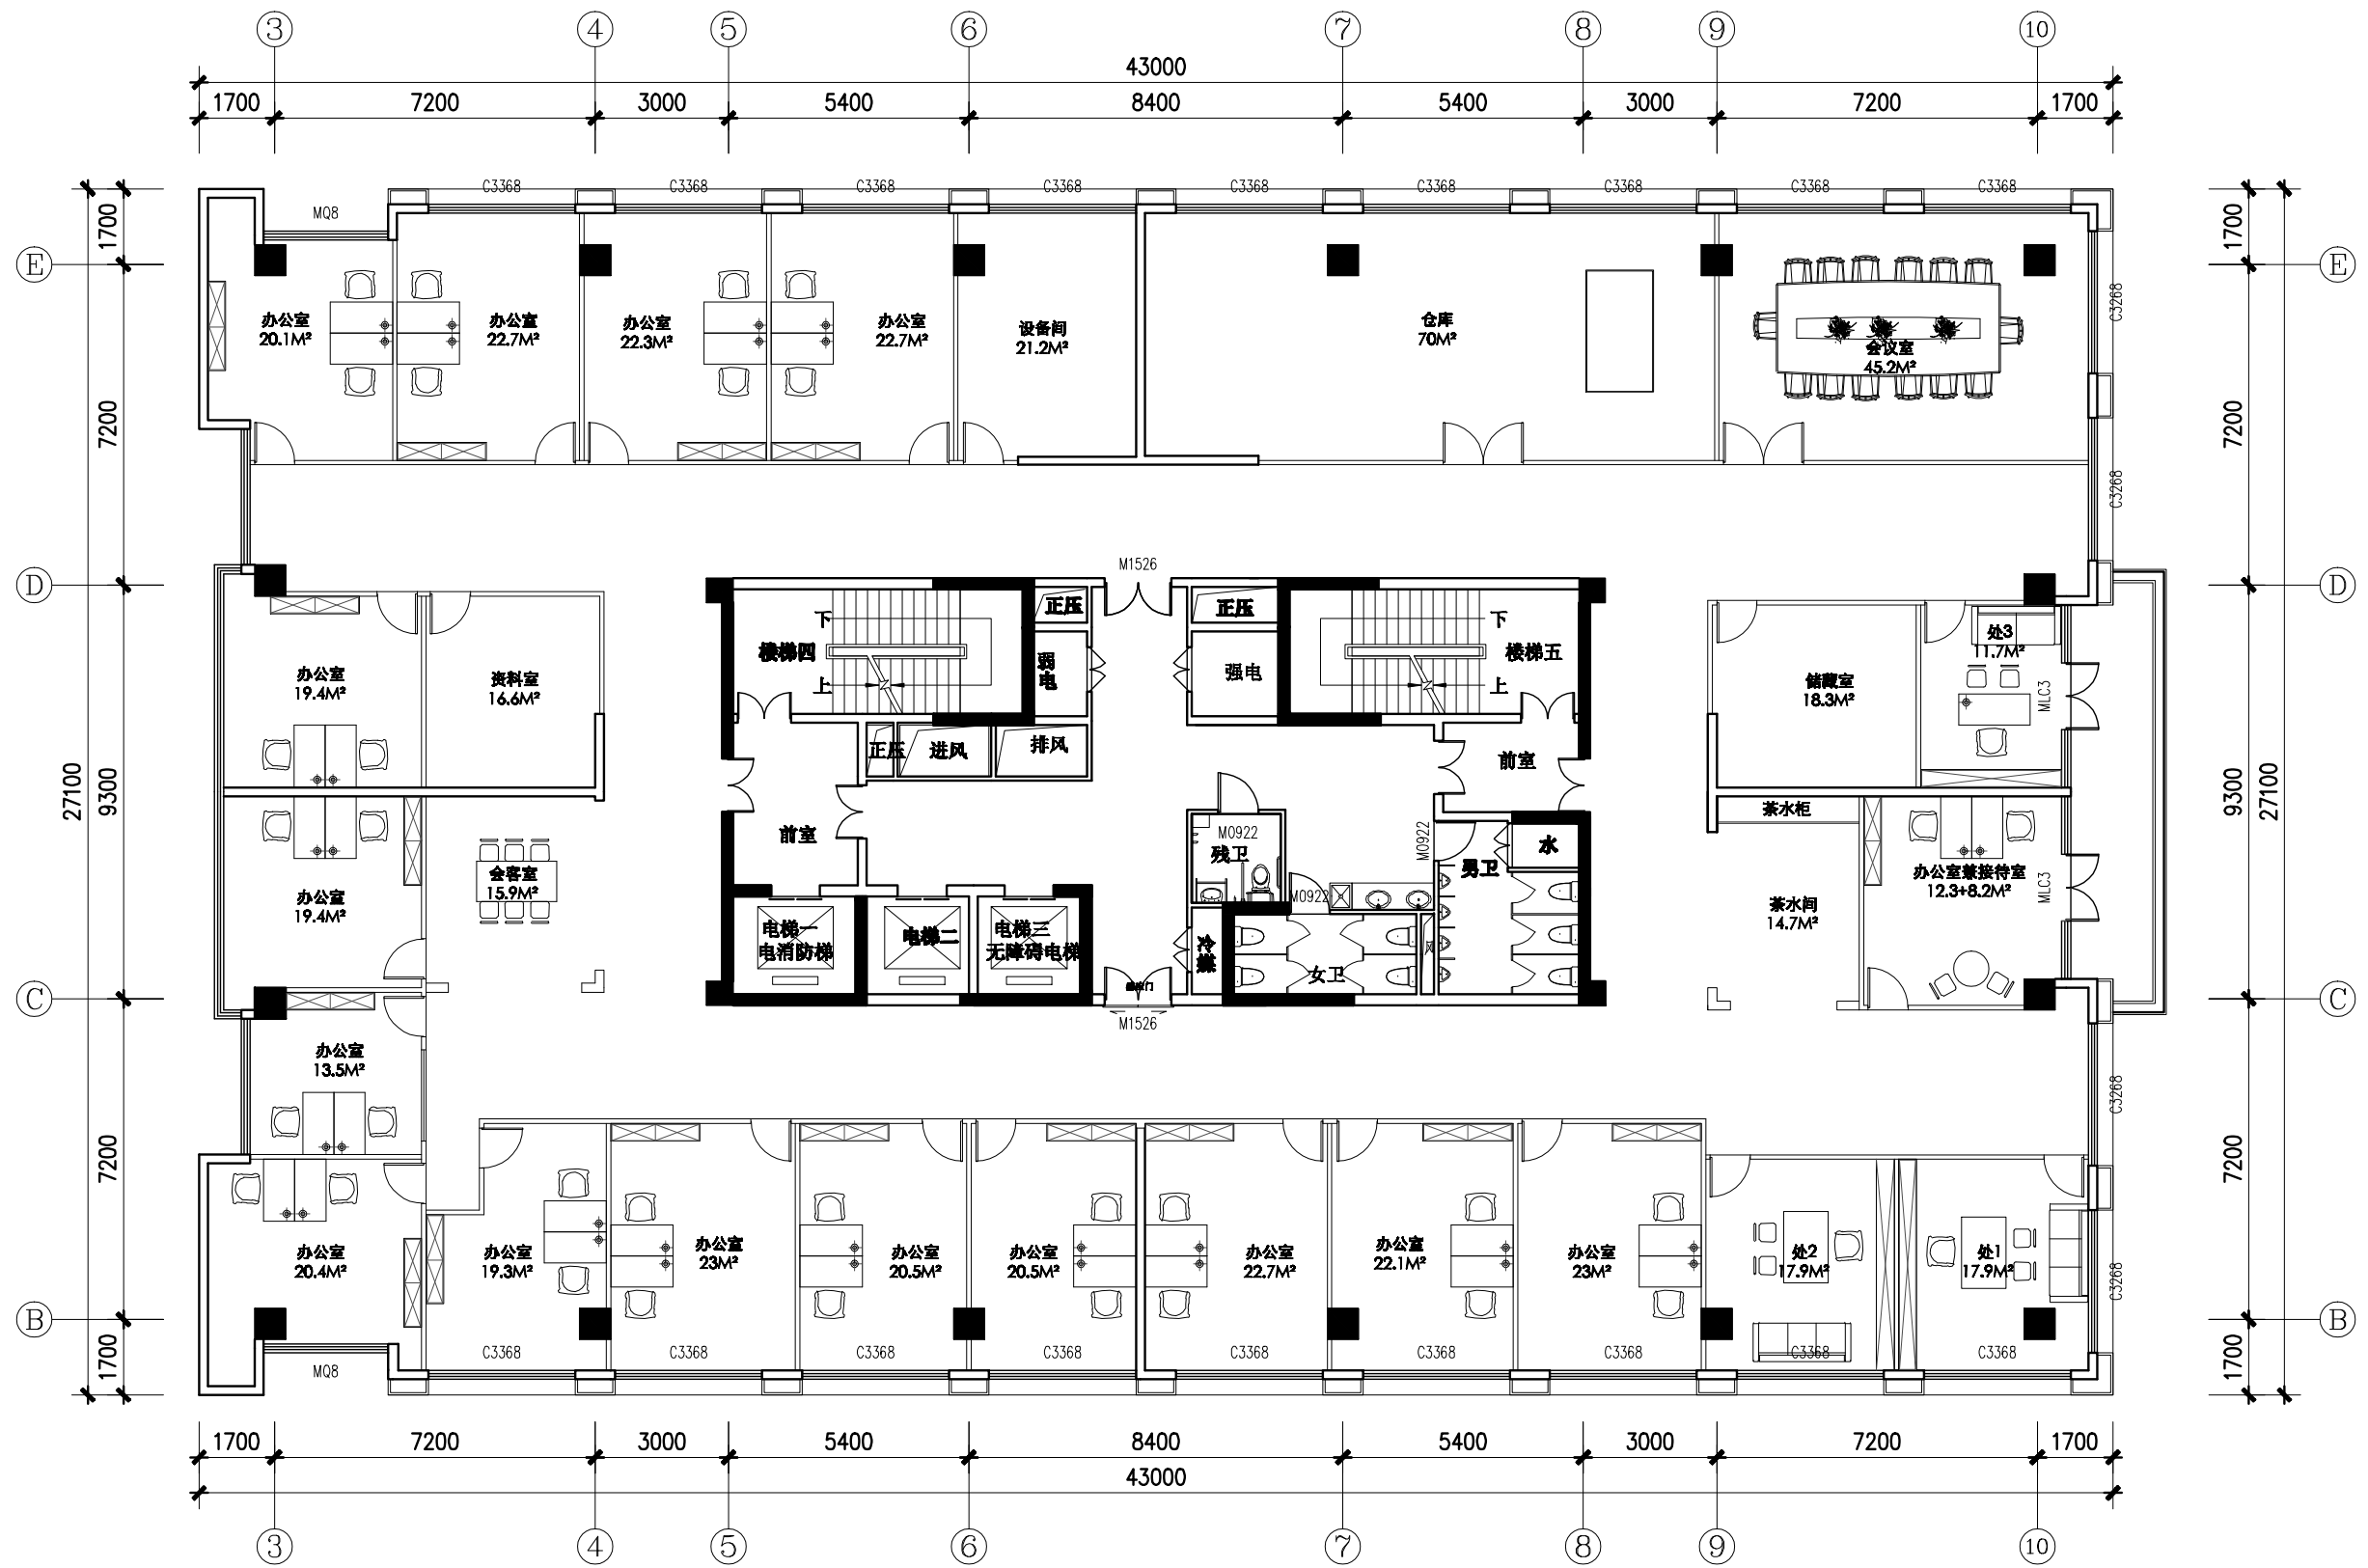 ③ ④ ⑤ ⑥ ⑦ ⑧ ⑨ ⑩
43000
1700 7200 3000 5400 8400 5400 3000 7200 1700
C3368 C3368 C3368 C3368 C3368 C3368 C3368 C3368 C3368
MQ8
1700
1700
E
E
C3268
办公室
20.1M²
办公室
22.7M²
办公室
22.3M²
办公室
22.7M²
设备间
21.2M²
仓库
70M²
会议室
45.2M²
7200
7200
C3268
M1526
D
D
正压
正压
下
下
楼梯四
楼梯五
弱电
强电
上
上
办公室
19.4M²
资料室
16.6M²
储藏室
18.3M²
处3
11.7M²
MLC3
正压
进风
排风
前室
27100
9300
9300
27100
前室
茶水柜
M0922
M0922
残卫
男卫
水
办公室
19.4M²
会客室
15.9M²
M0922
茶水间
14.7M²
办公室兼接待室
12.3+8.2M²
MLC3
电梯一
电消防梯
电梯二
电梯三
无障碍电梯
冷媒
女卫
风
C
C
M1526
办公室
13.5M²
C3268
7200
7200
办公室
20.4M²
办公室
19.3M²
办公室
23M²
办公室
20.5M²
办公室
20.5M²
办公室
22.7M²
办公室
22.1M²
办公室
23M²
处2
17.9M²
处1
17.9M²
C3268
B
B
C3368 C3368 C3368 C3368 C3368 C3368 C3368 C3368 C3368
MQ8
1700
1700
1700 7200 3000 5400 8400 5400 3000 7200 1700
43000
③ ④ ⑤ ⑥ ⑦ ⑧ ⑨ ⑩